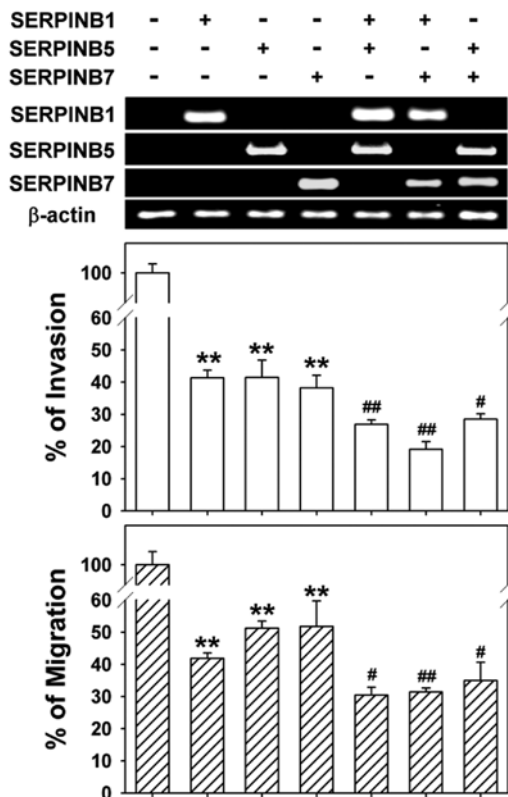 SERPINB1 - + - - + + -
SERPINB5 - - + - + - +
SERPINB7 - - - + - + +
SERPINB1
SERPINB5
SERPINB7
β-actin
% of Invasion
100
60
50
40
30
20
10
0
** ** ** ## ## #
% of Migration
100
60
50
40
30
20
10
0
** ** ** # ## #